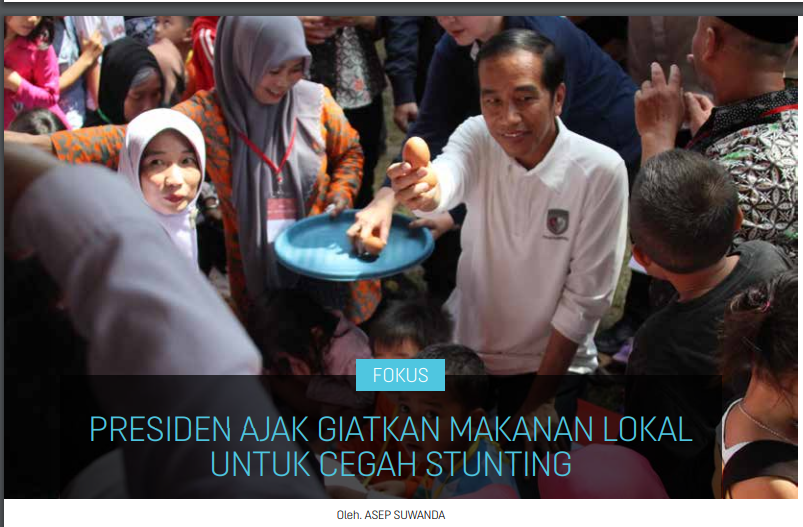 FOKUS
PRESIDEN AJAK GIATKAN MAKANAN LOKAL
UNTUK CEGAH STUNTING
Oleh. ASEP SUWANDA